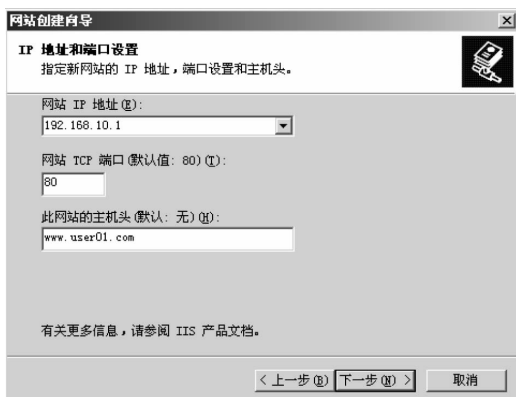 网站创建向导
IP 地址和端口设置
指定新网站的 IP 地址，端口设置和主机头。
网站 IP 地址(E):
192.168.10.1
网站 TCP 端口(默认值: 80)(T):
80
此网站的主机头(默认: 无)(H):
www.user01.com
有关更多信息，请参阅 IIS 产品文档。
< 上一步(B) 下一步(N) > 取消